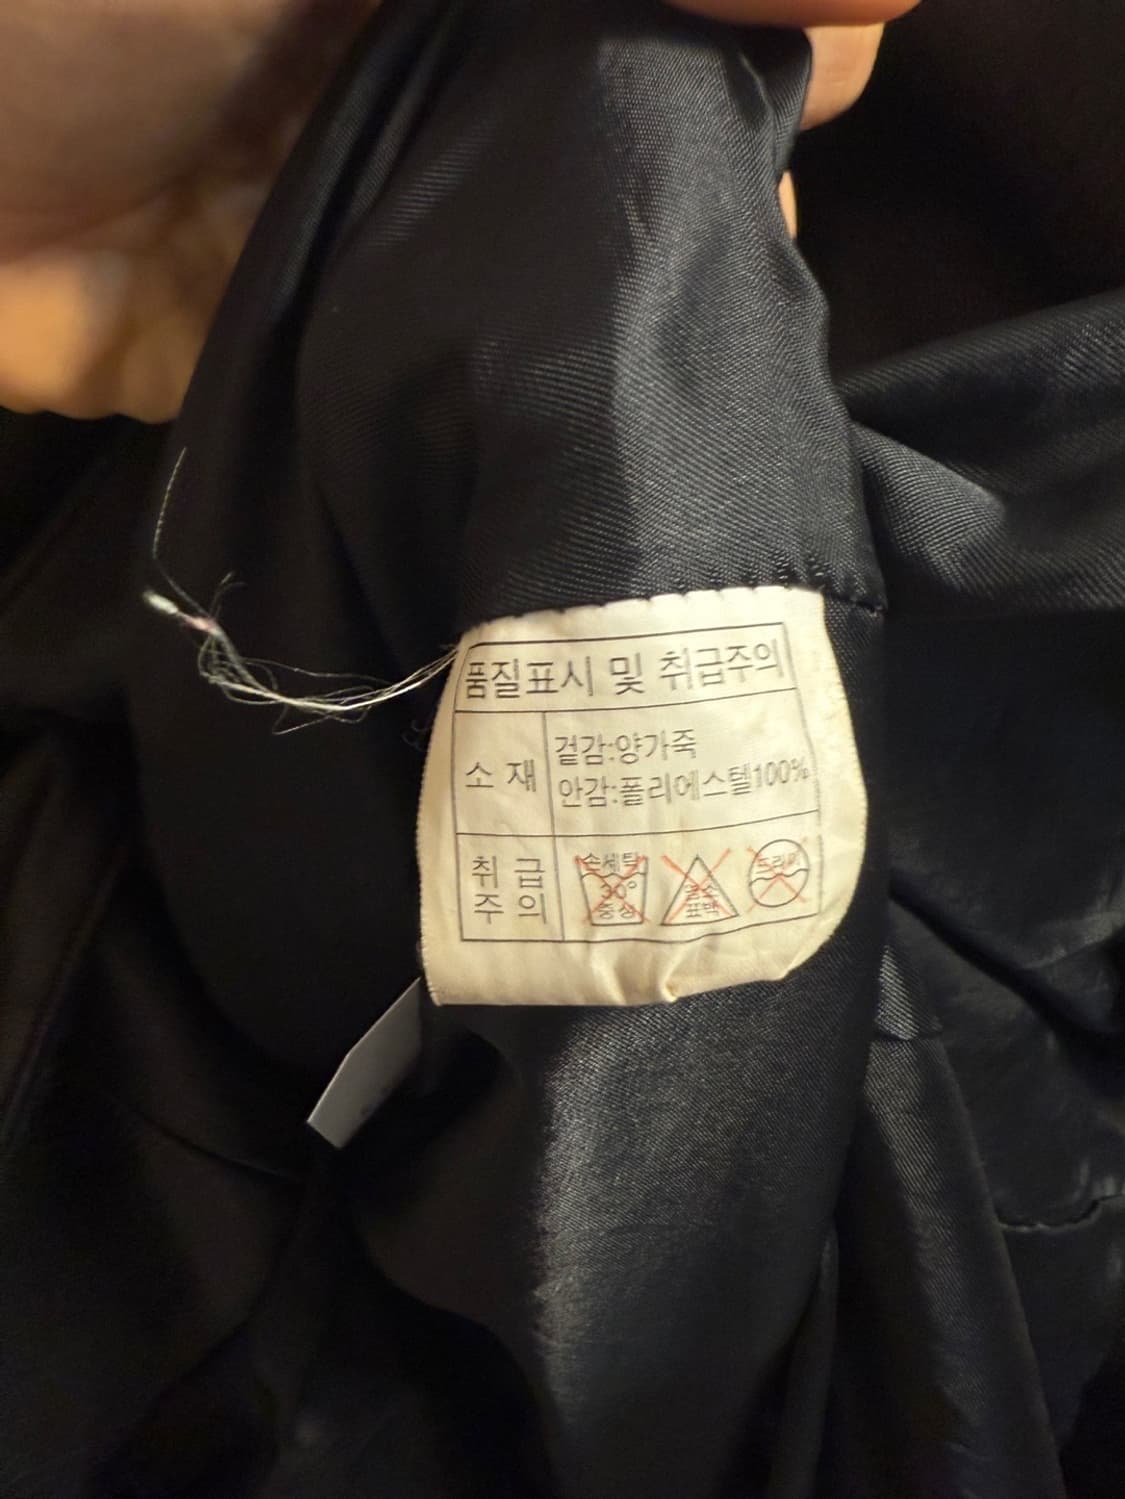 품질표시 및 취급주의
소재
겉감:양가죽
안감:폴리에스텔100%
취급
주의
손세탁
30°
중성
염소
표백
드라이